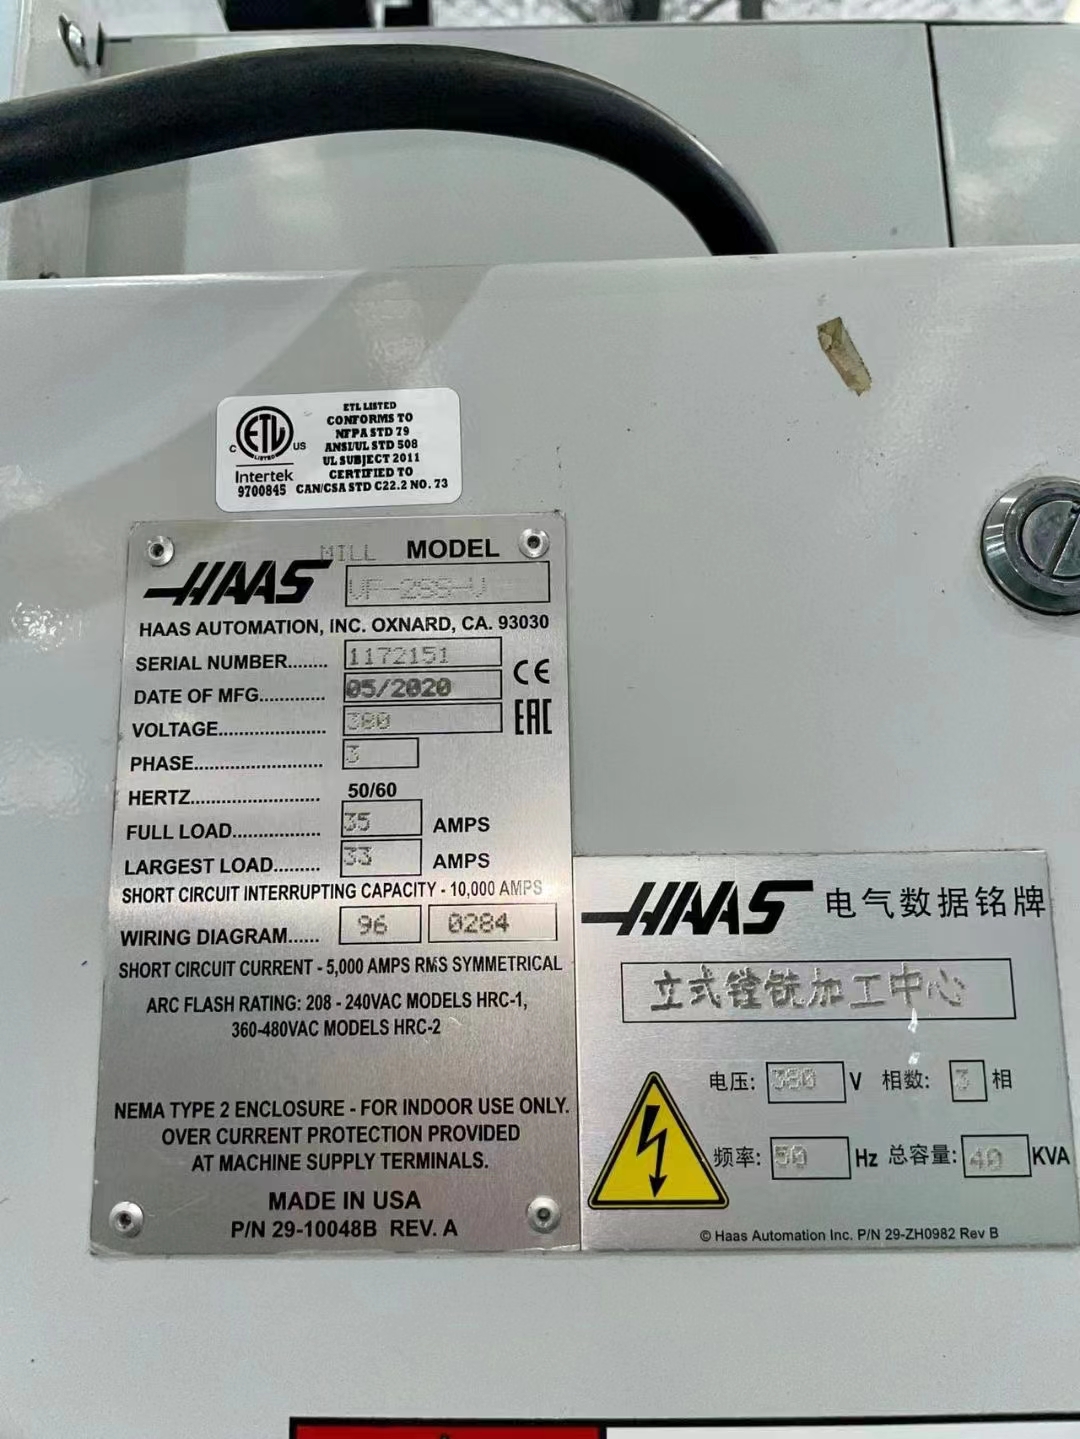 ETL LISTED
CONFORMS TO
NFPA STD 79
ANSI/UL STD 508
UL SUBJECT 2011
CERTIFIED TO
CAN/CSA STD C22.2 NO. 73
C ETL US
LISTED
Intertek
9700845
MILL MODEL
HAAS VF-2SS-V
HAAS AUTOMATION, INC. OXNARD, CA. 93030
SERIAL NUMBER........ 1172151
DATE OF MFG............ 05/2020
VOLTAGE................... 380
PHASE....................... 3
HERTZ....................... 50/60
FULL LOAD................ 35 AMPS
LARGEST LOAD......... 33 AMPS
CE
EAC
SHORT CIRCUIT INTERRUPTING CAPACITY - 10,000 AMPS
WIRING DIAGRAM...... 96 0284
SHORT CIRCUIT CURRENT - 5,000 AMPS RMS SYMMETRICAL
ARC FLASH RATING: 208 - 240VAC MODELS HRC-1,
360-480VAC MODELS HRC-2
NEMA TYPE 2 ENCLOSURE - FOR INDOOR USE ONLY.
OVER CURRENT PROTECTION PROVIDED
AT MACHINE SUPPLY TERMINALS.
MADE IN USA
P/N 29-10048B REV. A
HAAS 电气数据铭牌
立式镗铣加工中心
电压: 380 V 相数: 3 相
频率: 50 Hz 总容量: 40 KVA
© Haas Automation Inc. P/N 29-ZH0982 Rev B